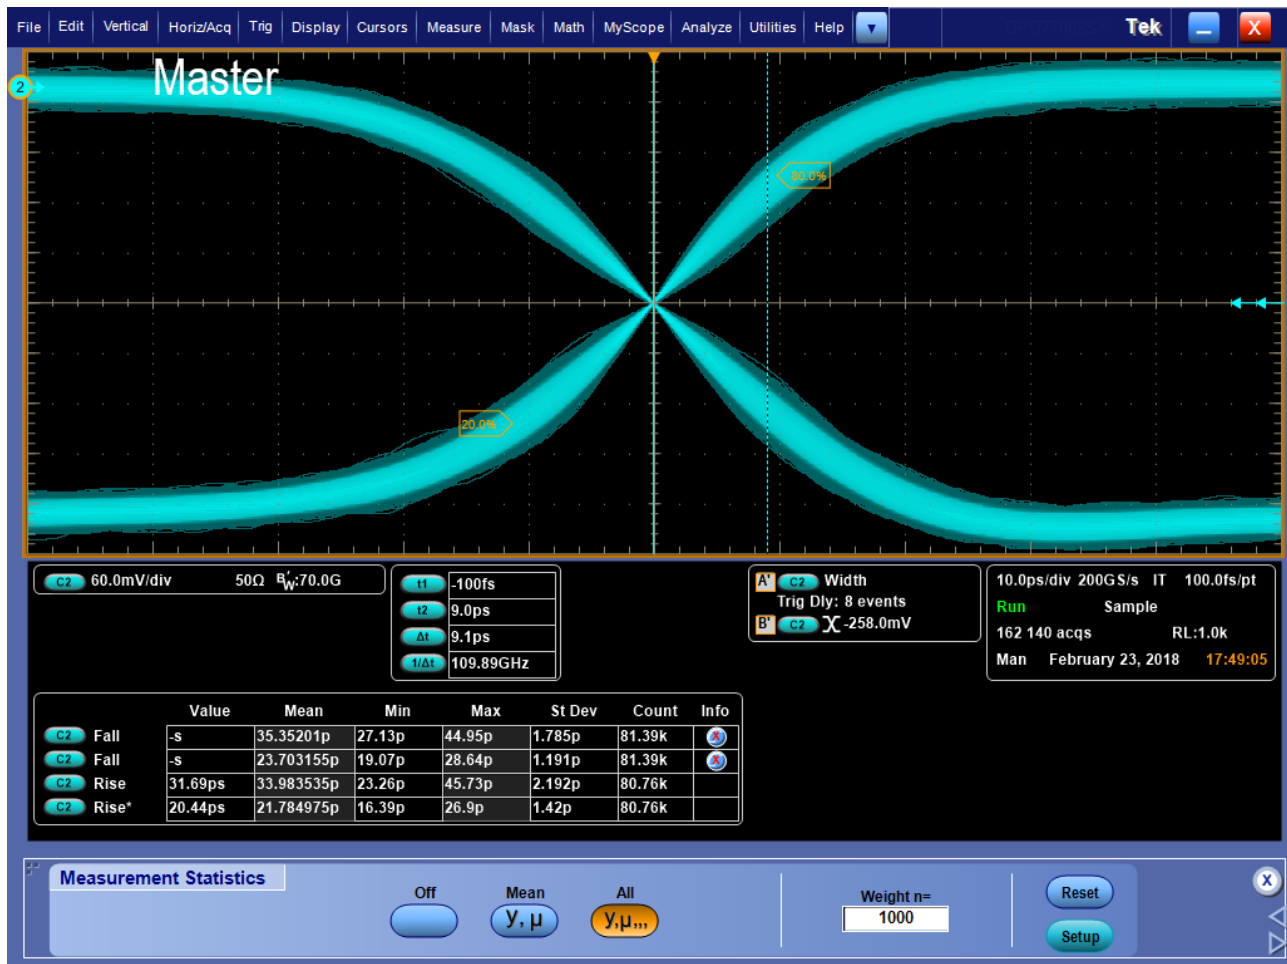 File Edit Vertical Horiz/Acq Trig Display Cursors Measure Mask Math MyScope Analyze Utilities Help Tek X
2 Master
80.0%
20.0%
C2 60.0mV/div 50Ω BW:70.0G
t1 -100fs
t2 9.0ps
Δt 9.1ps
1/Δt 109.89GHz
A' C2 Width
Trig Dly: 8 events
B' C2 -258.0mV
10.0ps/div 200GS/s IT 100.0fs/pt
Run Sample
162 140 acqs RL:1.0k
Man February 23, 2018 17:49:05
Value Mean Min Max St Dev Count Info
C2 Fall -s 35.35201p 27.13p 44.95p 1.785p 81.39k
C2 Fall -s 23.703155p 19.07p 28.64p 1.191p 81.39k
C2 Rise 31.69ps 33.983535p 23.26p 45.73p 2.192p 80.76k
C2 Rise* 20.44ps 21.784975p 16.39p 26.9p 1.42p 80.76k
Measurement Statistics
Off Mean All
y, μ y,μ,,,
Weight n=
1000
Reset
Setup
X